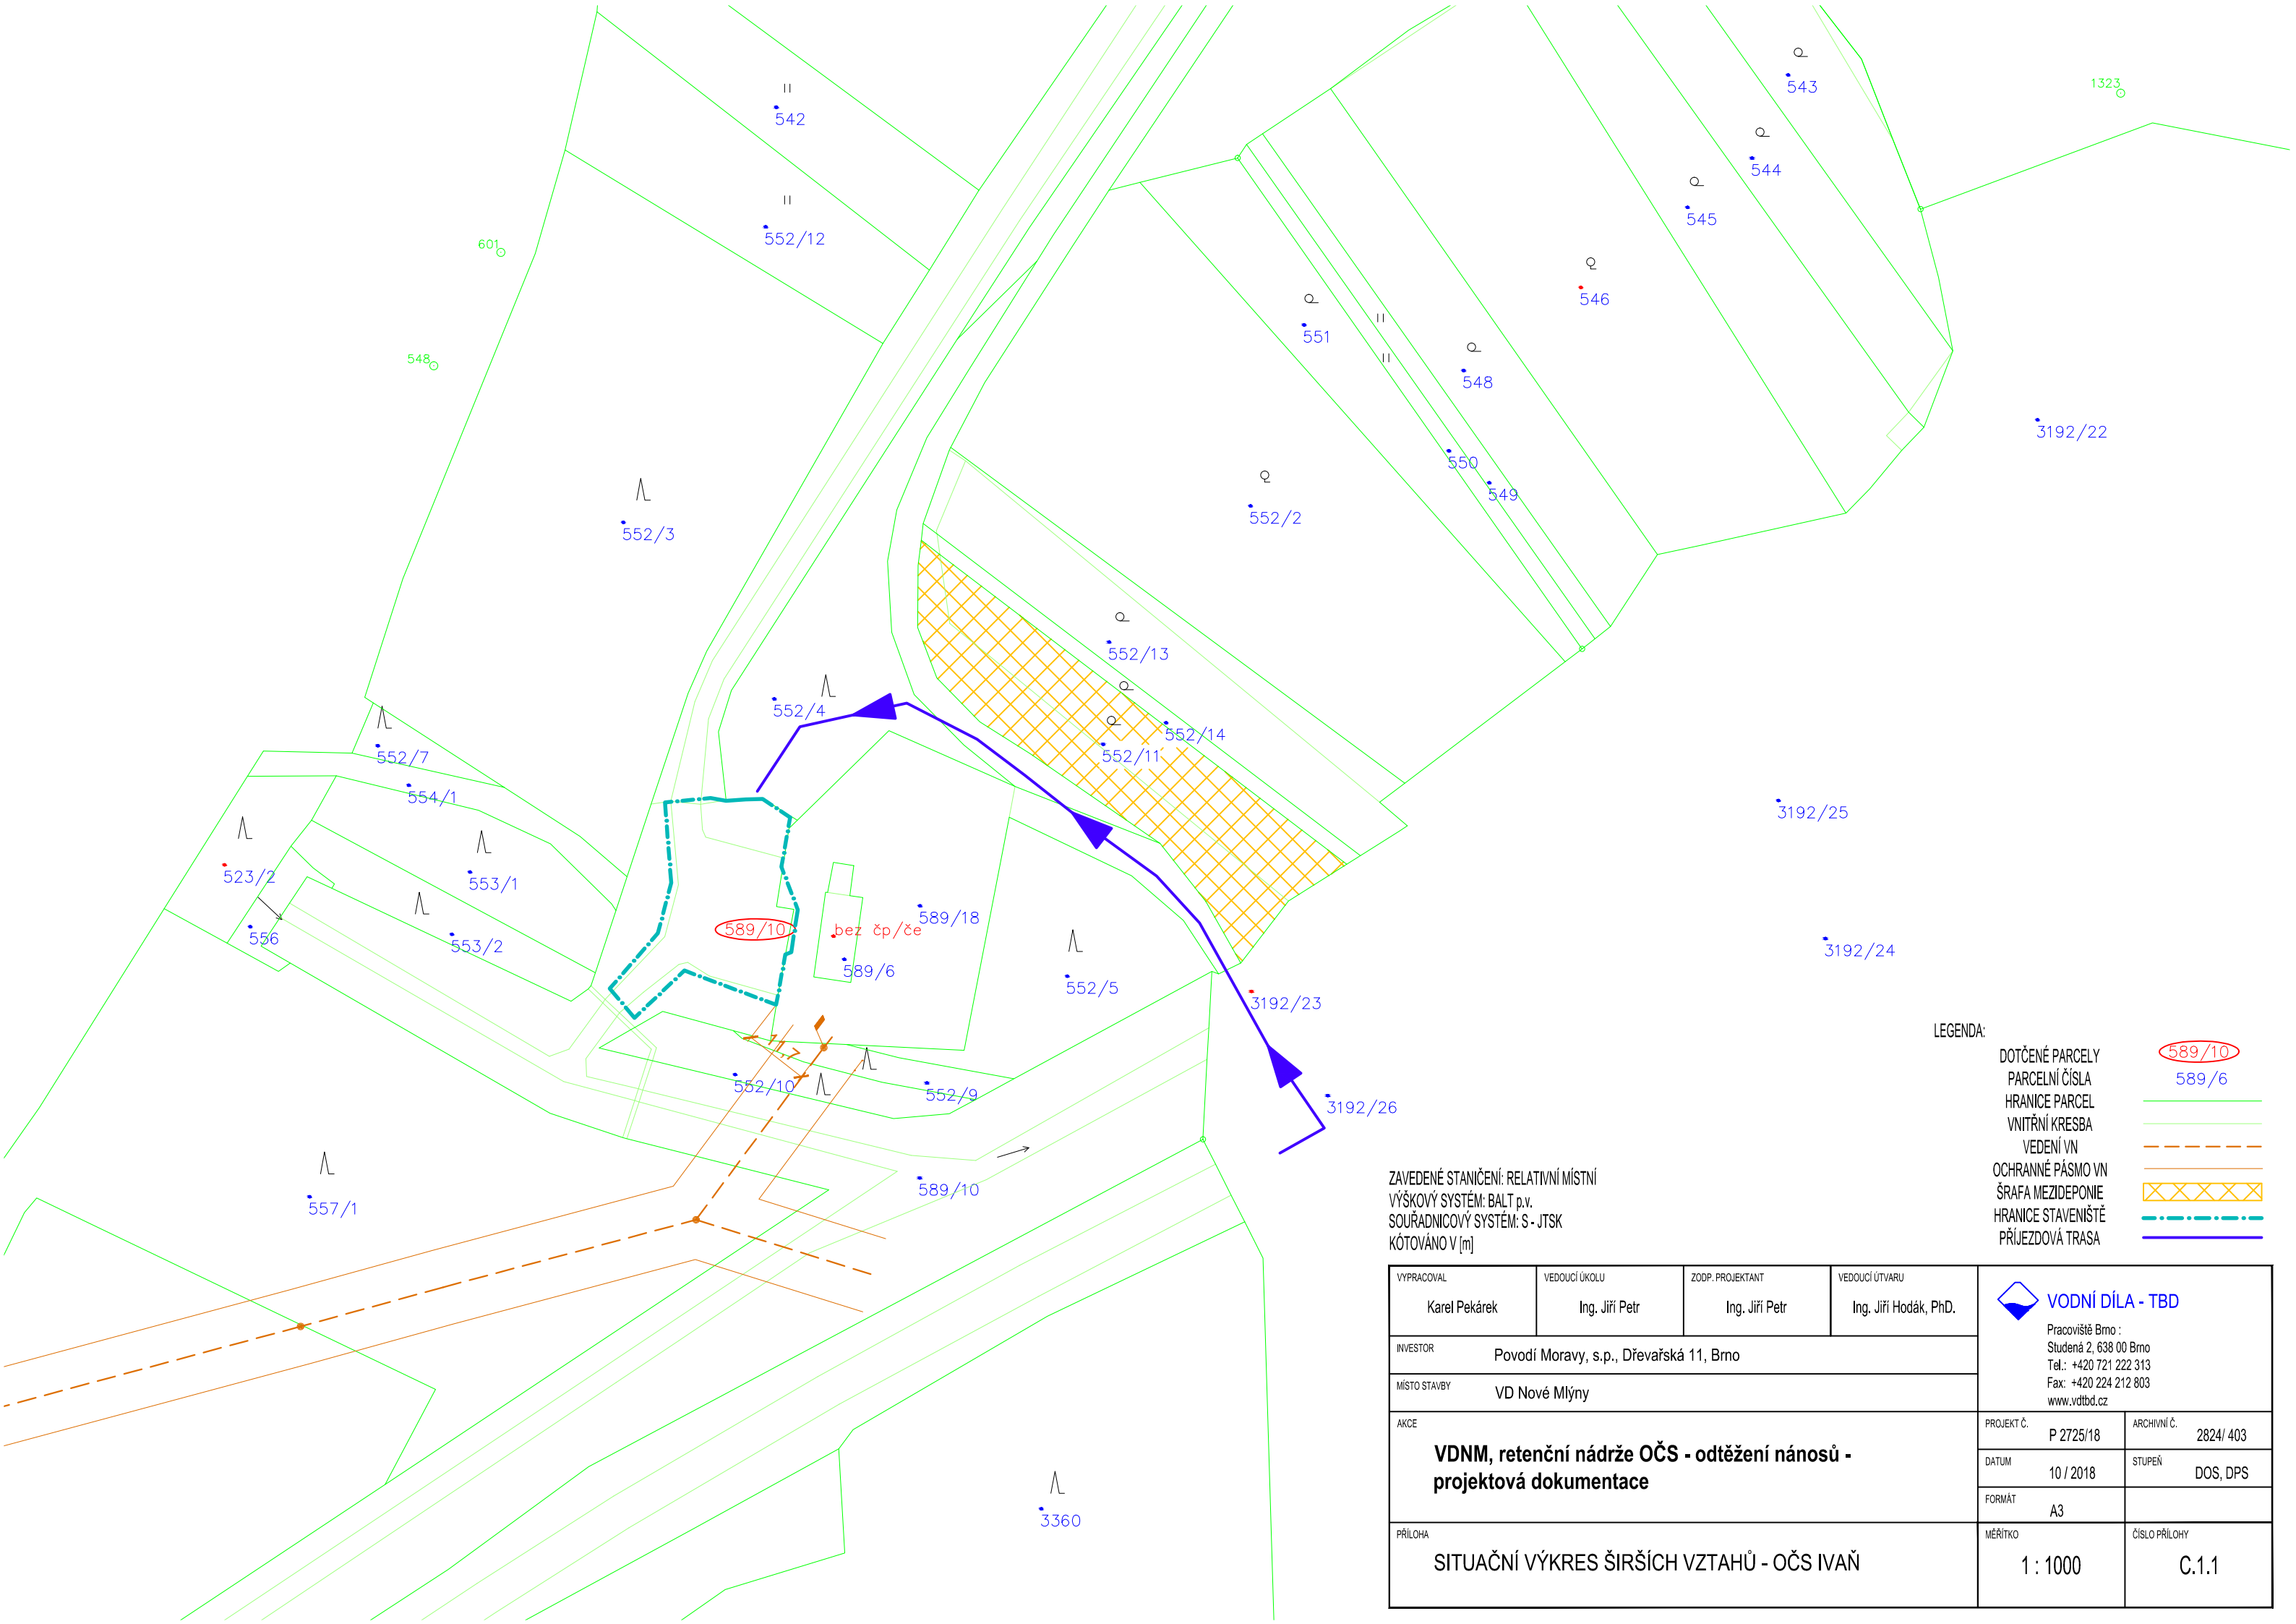 1323
543
542
544
545
552/12
601
546
551
548
548
3192/22
550
549
552/2
552/3
552/13
552/4
552/14
552/11
552/7
554/1
3192/25
523/2
553/1
589/18
589/10
bez čp/če
556
553/2
3192/24
589/6
552/5
3192/23
11,7
552/10
552/9
3192/26
589/10
557/1
3360
LEGENDA:
DOTČENÉ PARCELY 589/10
PARCELNÍ ČÍSLA 589/6
HRANICE PARCEL
VNITŘNÍ KRESBA
VEDENÍ VN
OCHRANNÉ PÁSMO VN
ŠRAFA MEZIDEPONIE
HRANICE STAVENIŠTĚ
PŘÍJEZDOVÁ TRASA
ZAVEDENÉ STANIČENÍ: RELATIVNÍ MÍSTNÍ
VÝŠKOVÝ SYSTÉM: BALT p.v.
SOUŘADNICOVÝ SYSTÉM: S - JTSK
KÓTOVÁNO V [m]
VYPRACOVAL
Karel Pekárek
VEDOUCÍ ÚKOLU
Ing. Jiří Petr
ZODP. PROJEKTANT
Ing. Jiří Petr
VEDOUCÍ ÚTVARU
Ing. Jiří Hodák, PhD.
VODNÍ DÍLA - TBD
Pracoviště Brno :
Studená 2, 638 00 Brno
Tel.: +420 721 222 313
Fax: +420 224 212 803
www.vdtbd.cz
INVESTOR
Povodí Moravy, s.p., Dřevařská 11, Brno
MÍSTO STAVBY
VD Nové Mlýny
AKCE
VDNM, retenční nádrže OČS - odtěžení nánosů -
projektová dokumentace
PROJEKT Č.
P 2725/18
ARCHIVNÍ Č.
2824/ 403
DATUM
10 / 2018
STUPEŇ
DOS, DPS
FORMÁT
A3
PŘÍLOHA
SITUAČNÍ VÝKRES ŠIRŠÍCH VZTAHŮ - OČS IVAŇ
MĚŘÍTKO
1 : 1000
ČÍSLO PŘÍLOHY
C.1.1